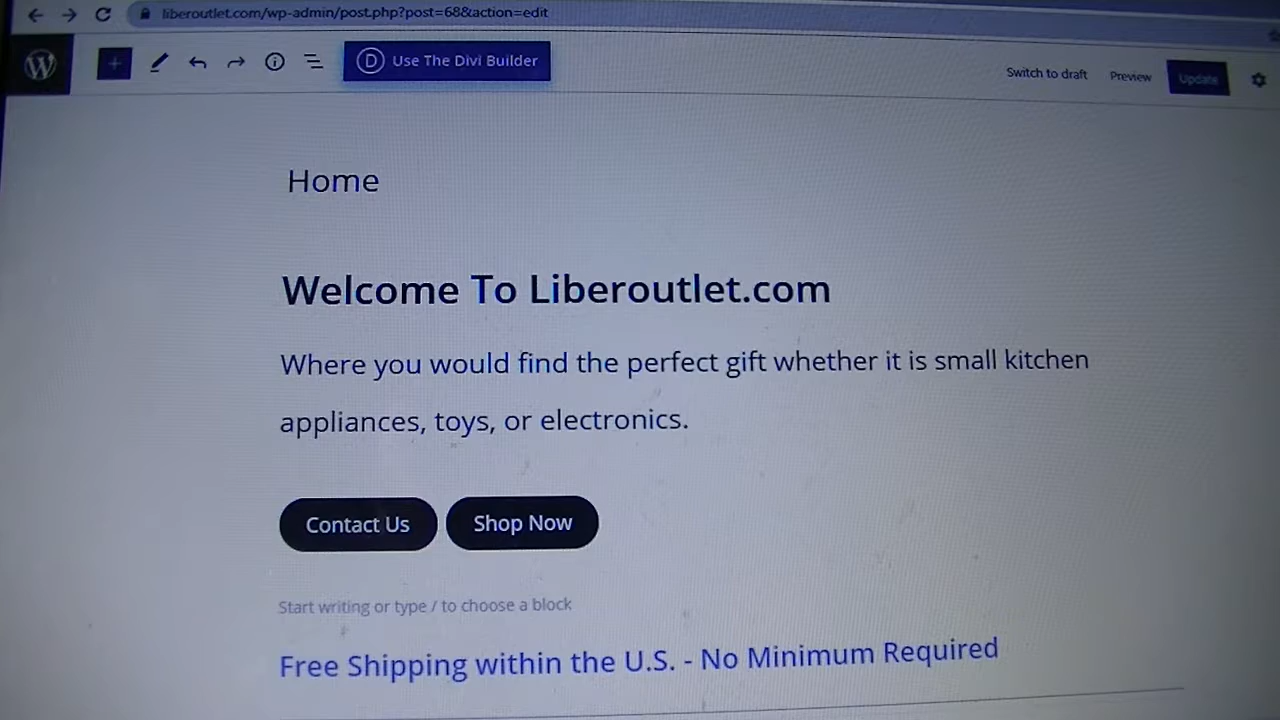 liberoutlet.com/wp-admin/post.php?post=68&action=edit
Use The Divi Builder
Switch to draft
Preview
Update
Home
Welcome To Liberoutlet.com
Where you would find the perfect gift whether it is small kitchen
appliances, toys, or electronics.
Contact Us
Shop Now
Start writing or type / to choose a block
Free Shipping within the U.S. - No Minimum Required